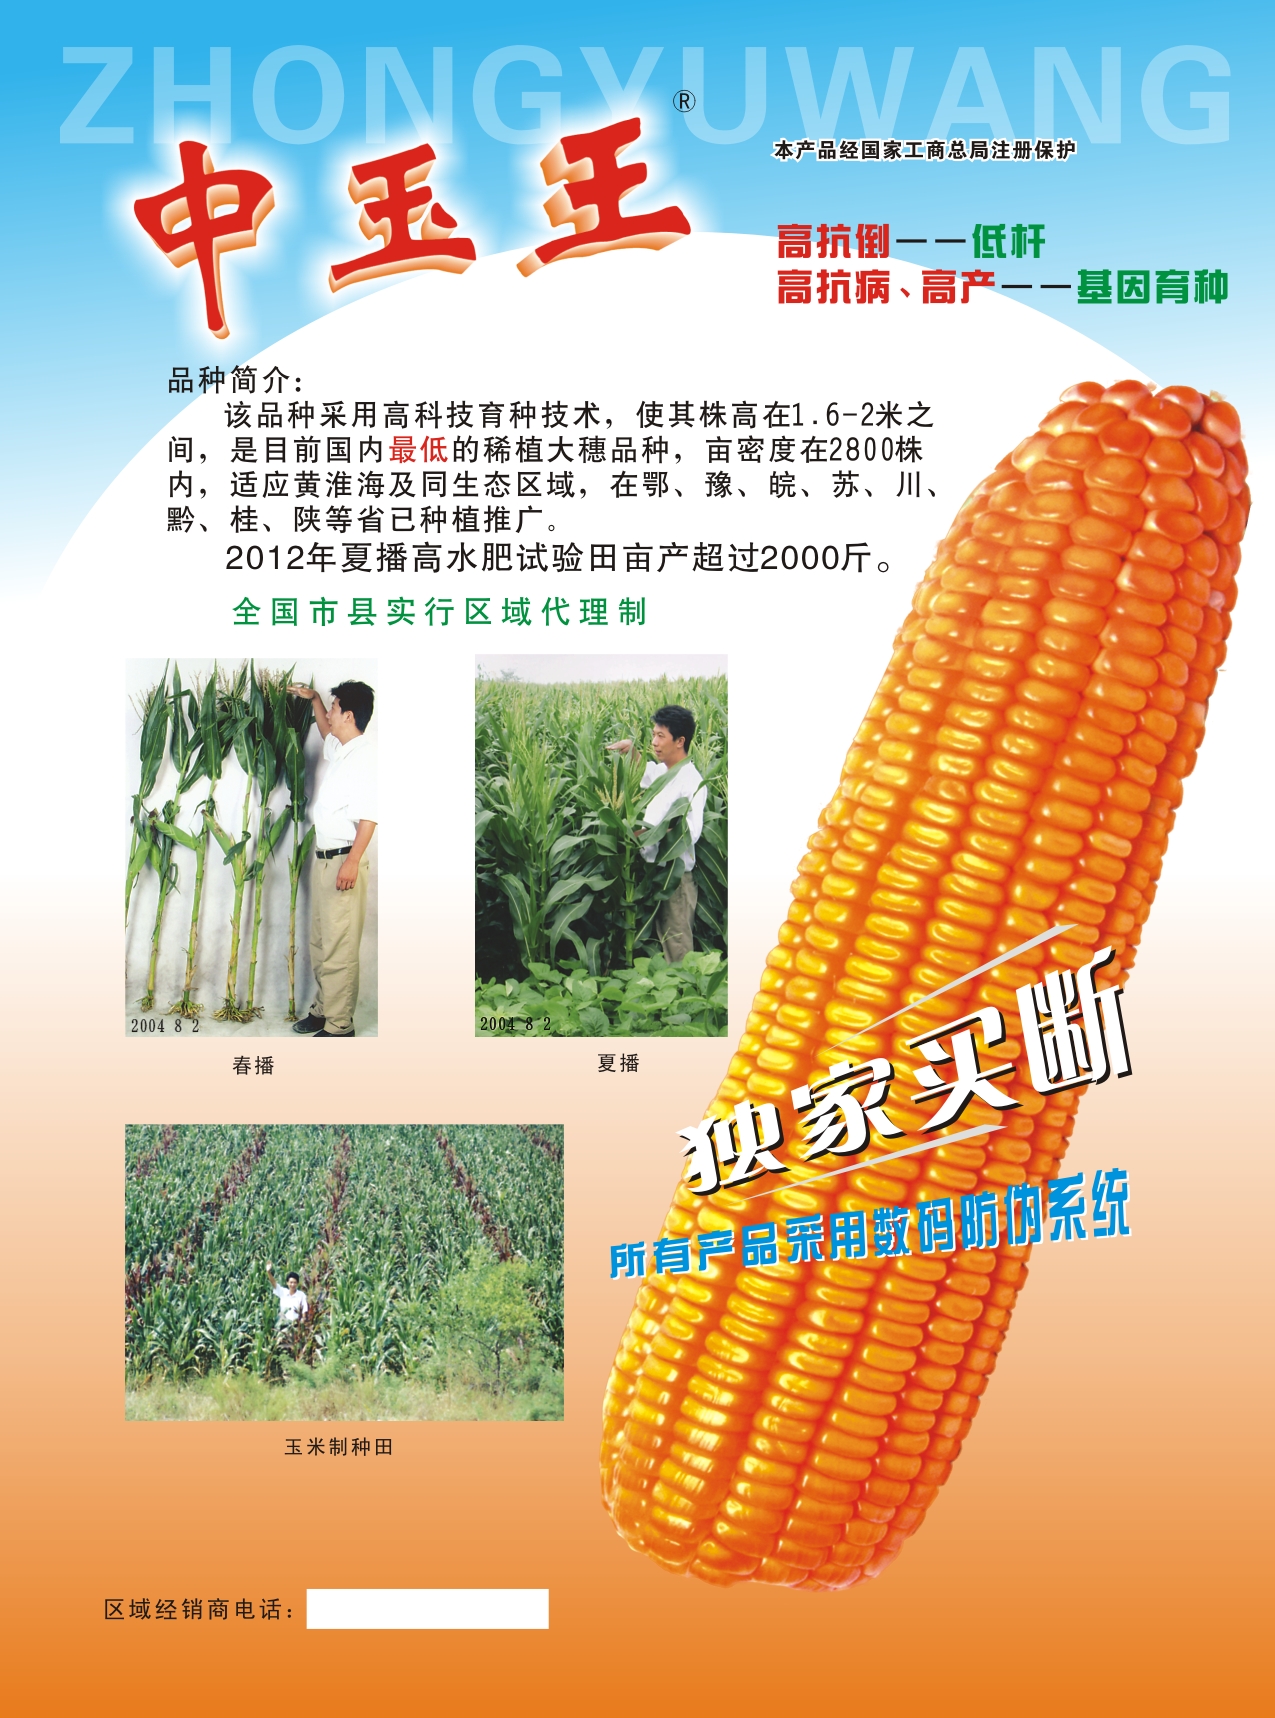 ZHONGYUWANG
中玉王®
本产品经国家工商总局注册保护
高抗倒——低杆
高抗病、高产——基因育种
品种简介：
该品种采用高科技育种技术，使其株高在1.6-2米之
间，是目前国内最低的稀植大穗品种，亩密度在2800株
内，适应黄淮海及同生态区域，在鄂、豫、皖、苏、川、
黔、桂、陕等省已种植推广。
2012年夏播高水肥试验田亩产超过2000斤。
全国市县实行区域代理制
2004 8 2
2004 8 2
春播
夏播
独家买断
所有产品采用数码防伪系统
玉米制种田
区域经销商电话：